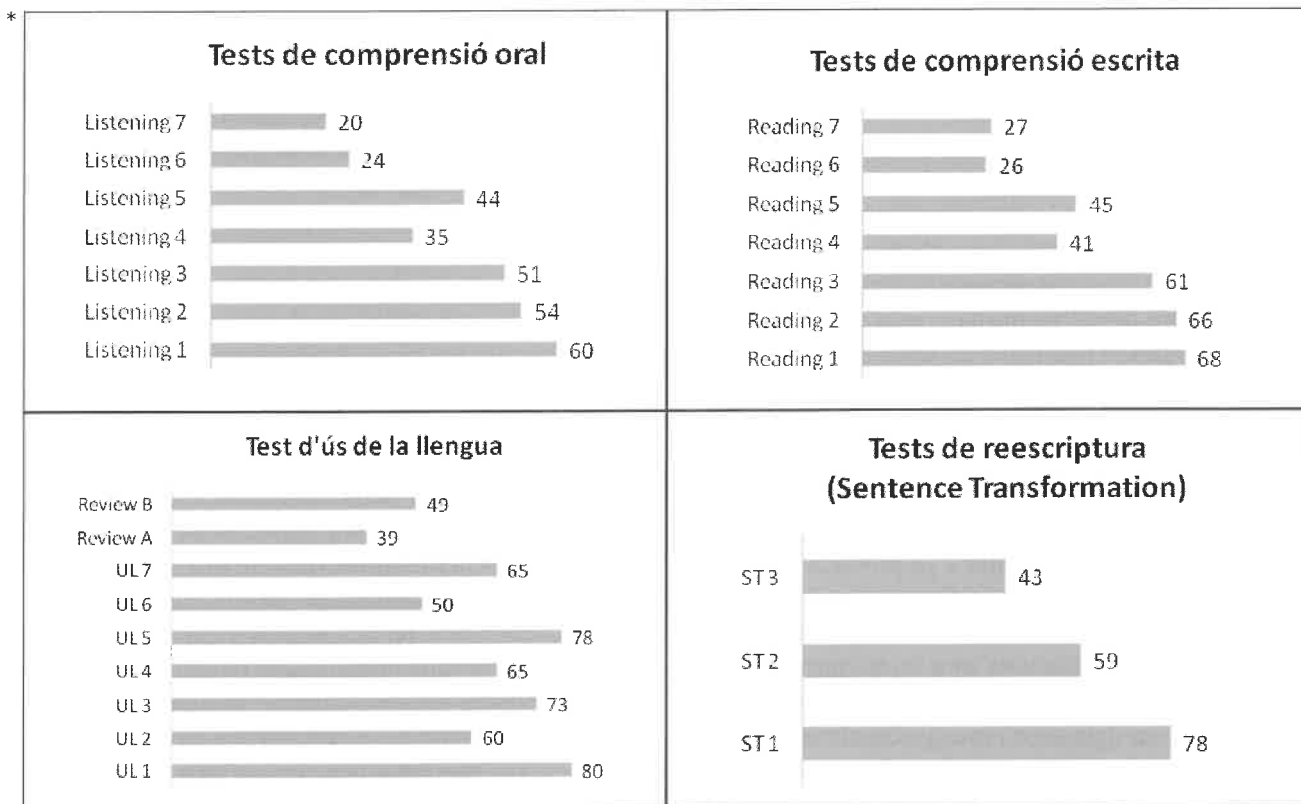 *
Tests de comprensió oral
Listening 7 20
Listening 6 24
Listening 5 44
Listening 4 35
Listening 3 51
Listening 2 54
Listening 1 60
Tests de comprensió escrita
Reading 7 27
Reading 6 26
Reading 5 45
Reading 4 41
Reading 3 61
Reading 2 66
Reading 1 68
Test d'ús de la llengua
Review B 49
Review A 39
UL 7 65
UL 6 50
UL 5 78
UL 4 65
UL 3 73
UL 2 60
UL 1 80
Tests de reescriptura
(Sentence Transformation)
ST 3 43
ST 2 59
ST 1 78